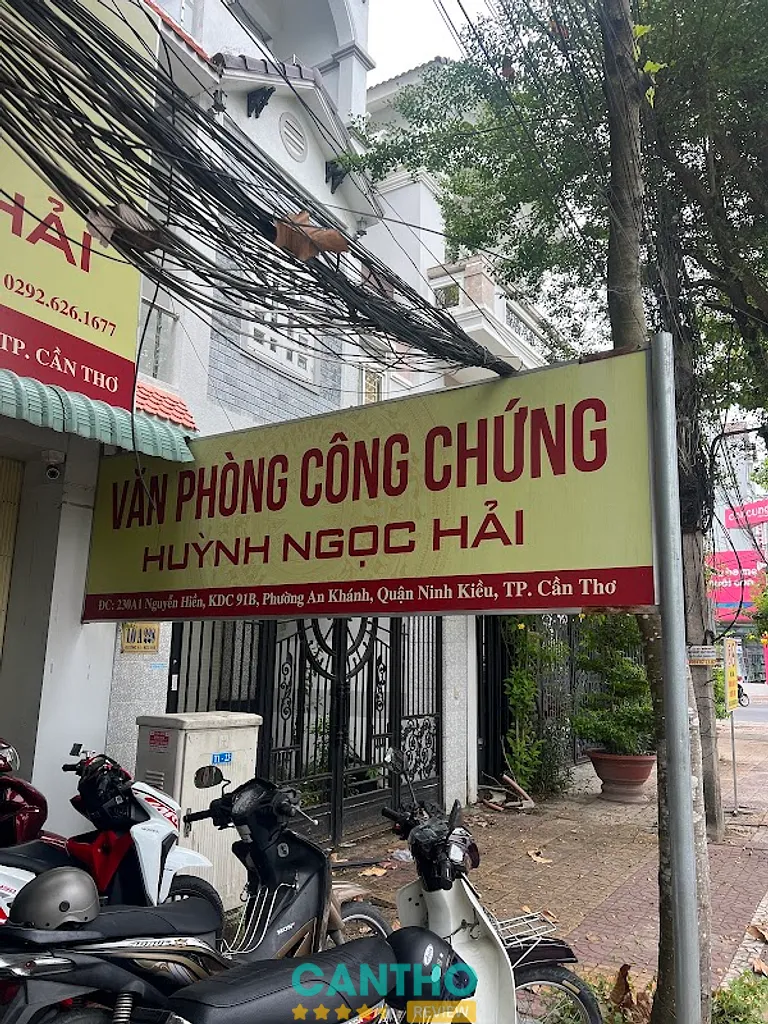 HẢI
0292.626.1677
TP. CẦN THƠ
VĂN PHÒNG CÔNG CHỨNG
HUỲNH NGỌC HẢI
ĐC: 230A1 Nguyễn Hiền, KDC 91B, Phường An Khánh, Quận Ninh Kiều, TP. Cần Thơ
CANTHO
REVIEW